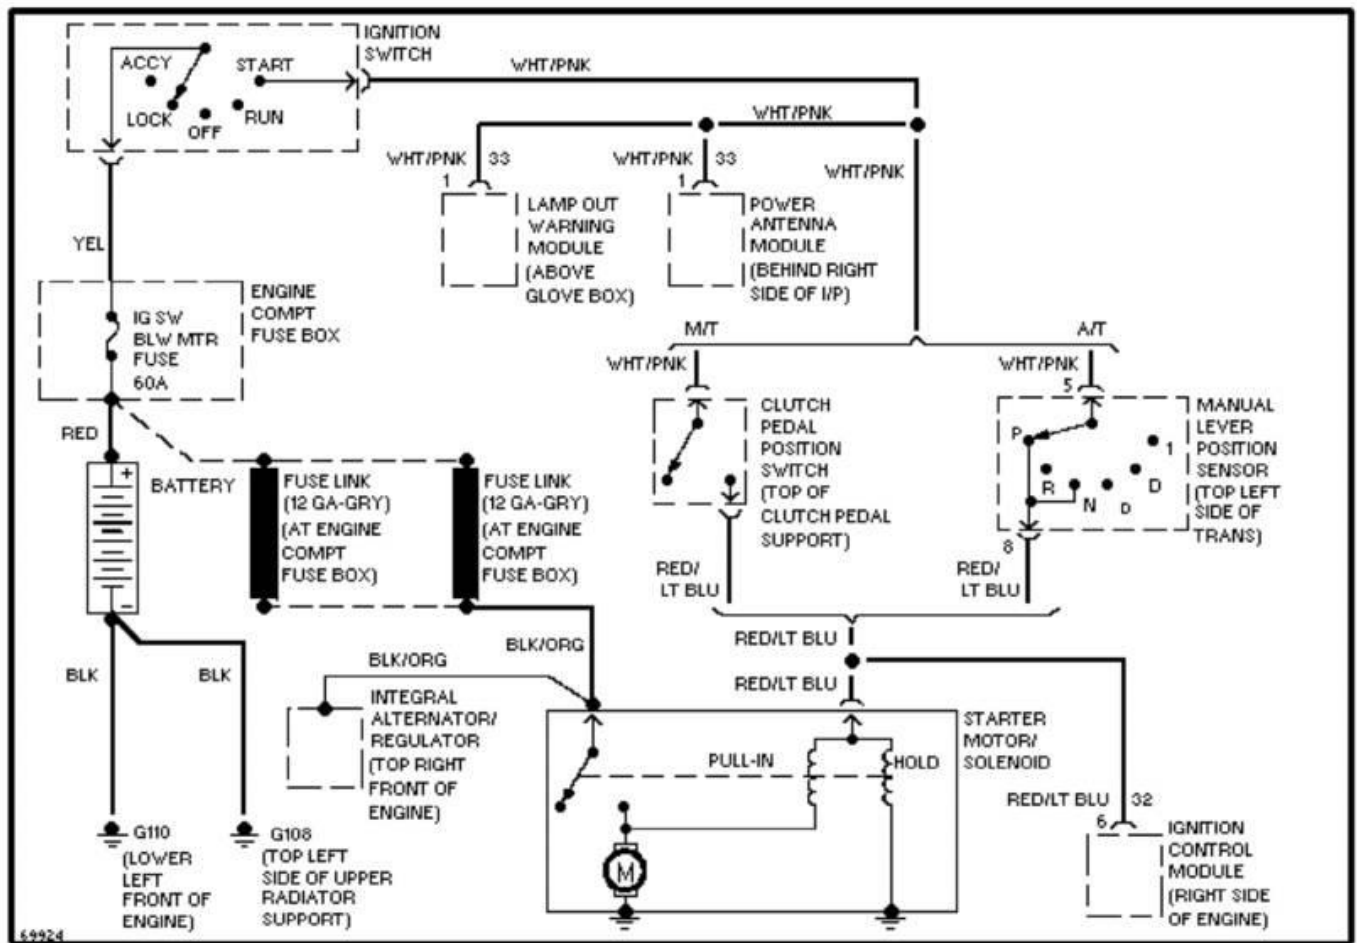 IGNITION
SWITCH
ACCY
START
LOCK
OFF
RUN
WHT/PNK
WHT/PNK
WHT/PNK
33
1
WHT/PNK
33
1
WHT/PNK
LAMP OUT
WARNING
MODULE
(ABOVE
GLOVE BOX)
POWER
ANTENNA
MODULE
(BEHIND RIGHT
SIDE OF I/P)
YEL
ENGINE
COMPT
FUSE BOX
IG SW
BLW MTR
FUSE
60A
RED
M/T
A/T
WHT/PNK
WHT/PNK
5
CLUTCH
PEDAL
POSITION
SWITCH
(TOP OF
CLUTCH PEDAL
SUPPORT)
MANUAL
LEVER
POSITION
SENSOR
(TOP LEFT
SIDE OF
TRANS)
P
R
N
D
D
1
8
+
-
BATTERY
FUSE LINK
(12 GA-GRY)
(AT ENGINE
COMPT
FUSE BOX)
FUSE LINK
(12 GA-GRY)
(AT ENGINE
COMPT
FUSE BOX)
RED/
LT BLU
RED/
LT BLU
RED/LT BLU
RED/LT BLU
BLK/ORG
BLK/ORG
BLK
BLK
INTEGRAL
ALTERNATOR/
REGULATOR
(TOP RIGHT
FRONT OF
ENGINE)
STARTER
MOTOR/
SOLENOID
PULL-IN
HOLD
M
RED/LT BLU
32
6
IGNITION
CONTROL
MODULE
(RIGHT SIDE
OF ENGINE)
G110
(LOWER
LEFT
FRONT OF
ENGINE)
G108
(TOP LEFT
SIDE OF UPPER
RADIATOR
SUPPORT)
69924